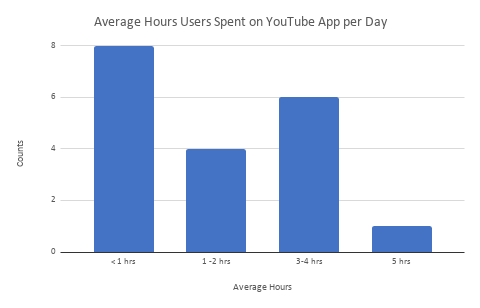 Average Hours Users Spent on YouTube App per Day
8
6
4
2
0
Counts
< 1 hrs 1 -2 hrs 3-4 hrs 5 hrs
Average Hours